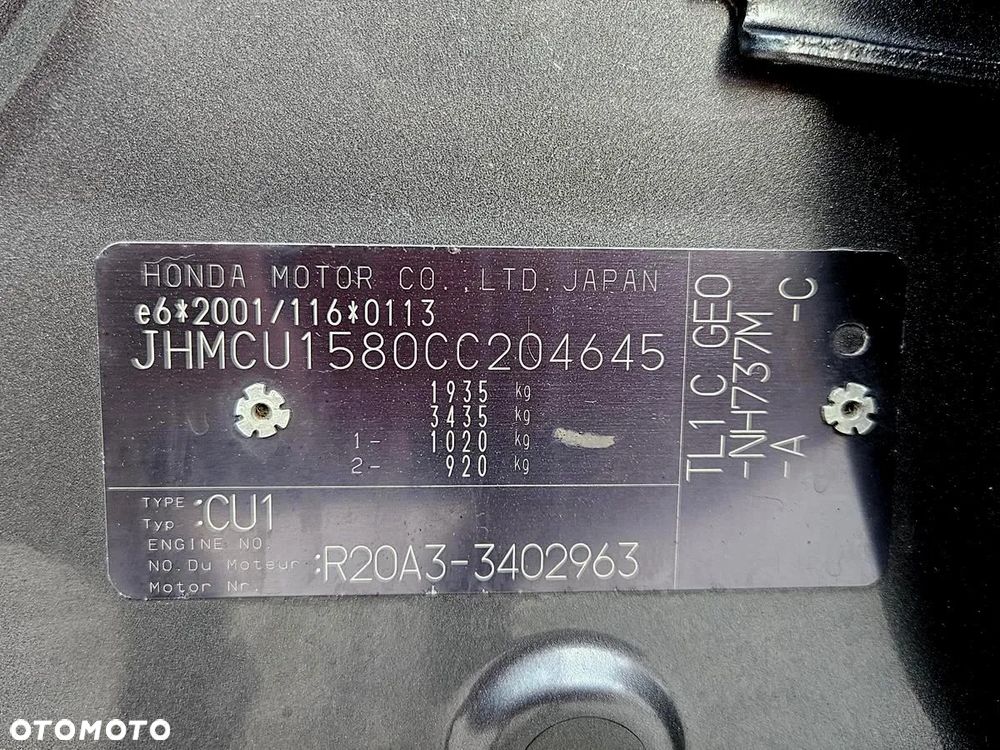 HONDA MOTOR CO.,LTD.JAPAN
e6*2001/116*0113
JHMCU1580CC204645
1935 kg
3435 kg
1- 1020 kg
2- 920 kg
TYPE
Typ :CU1
ENGINE NO.
NO.Du Moteur :R20A3-3402963
Motor Nr.
TL1 C GEO
-NH737M
-A -C
OTOMOTO